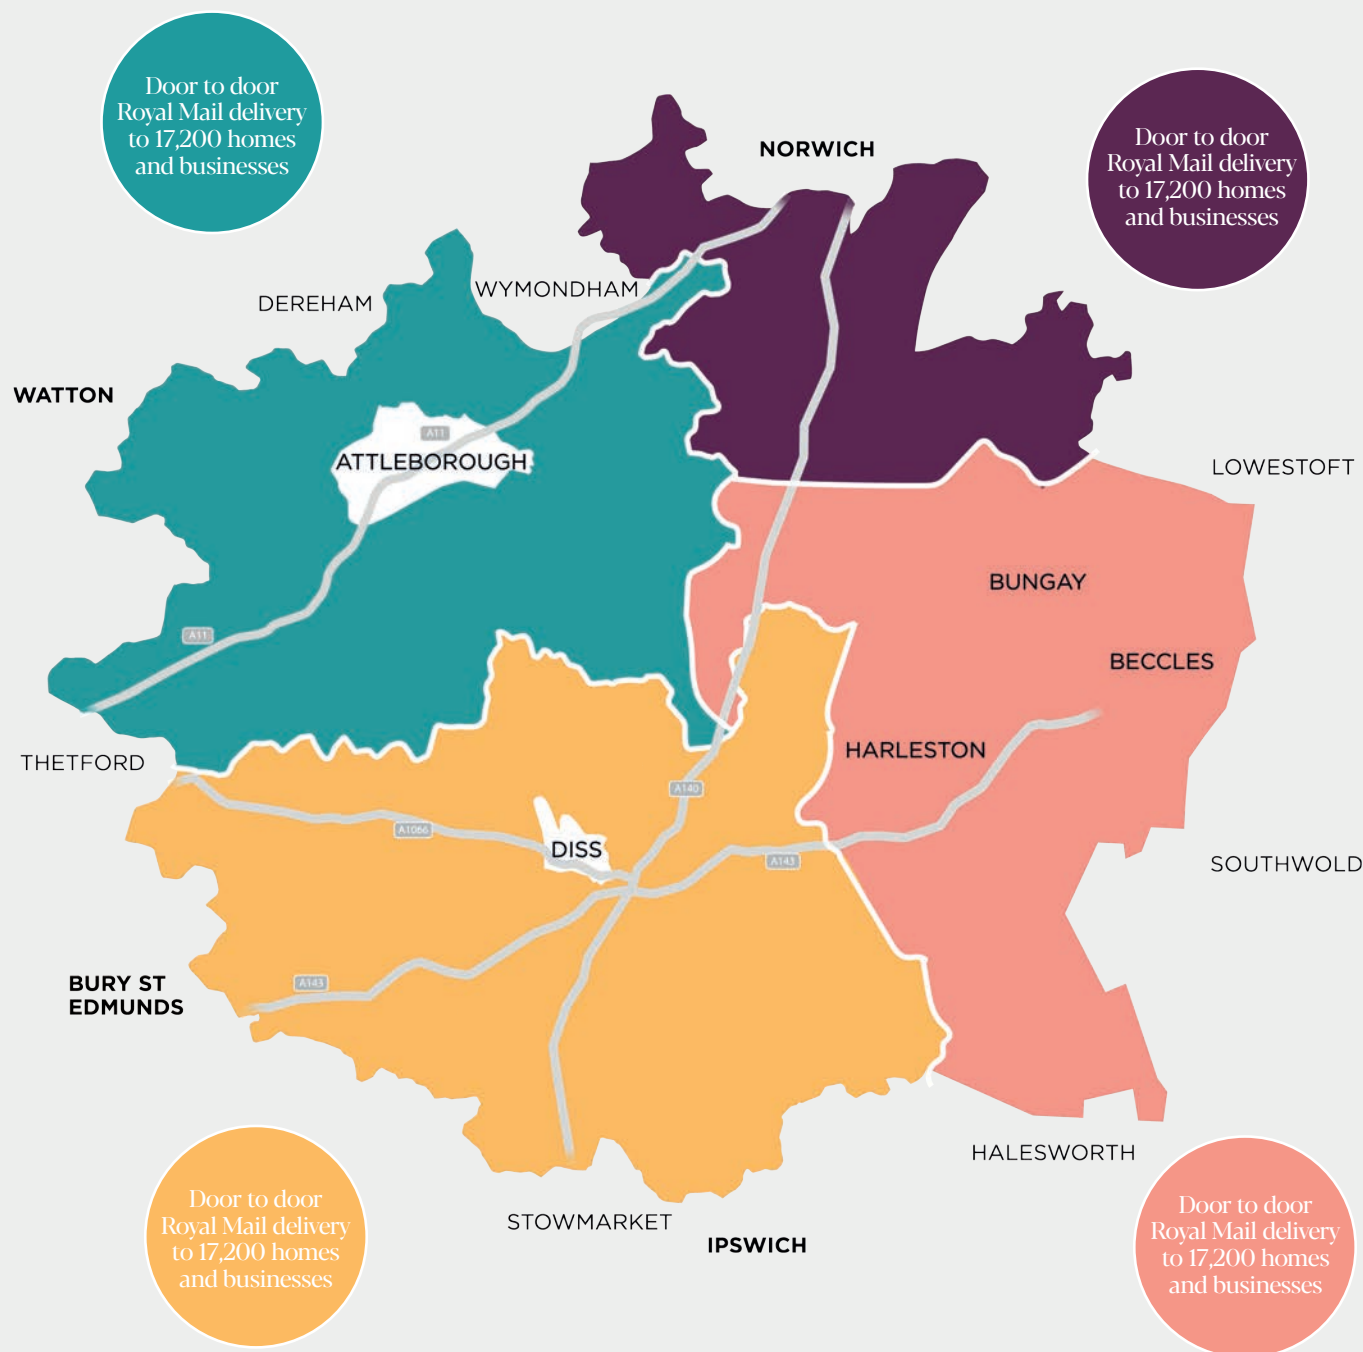 Door to door
Royal Mail delivery
to 17,200 homes
and businesses
Door to door
Royal Mail delivery
to 17,200 homes
and businesses
NORWICH
DEREHAM
WYMONDHAM
WATTON
A11
ATTLEBOROUGH
LOWESTOFT
BUNGAY
A11
BECCLES
THETFORD
HARLESTON
A140
A1066
DISS
A143
SOUTHWOLD
BURY ST
EDMUNDS
A143
HALESWORTH
STOWMARKET
IPSWICH
Door to door
Royal Mail delivery
to 17,200 homes
and businesses
Door to door
Royal Mail delivery
to 17,200 homes
and businesses